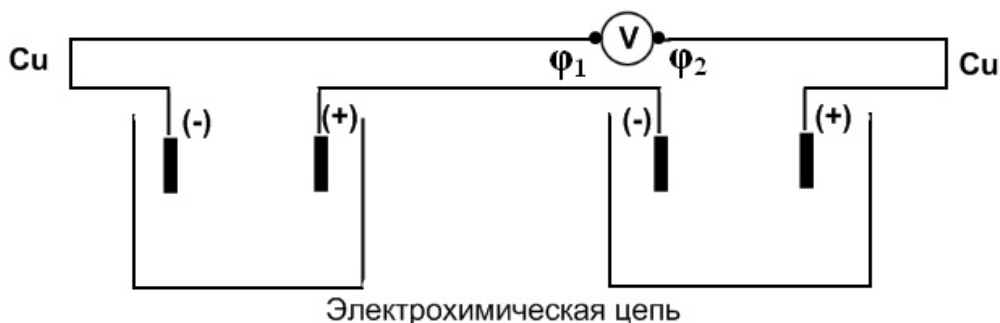 V
Cu φ₁ φ₂ Cu
(-) (+) (-) (+)
Электрохимическая цепь